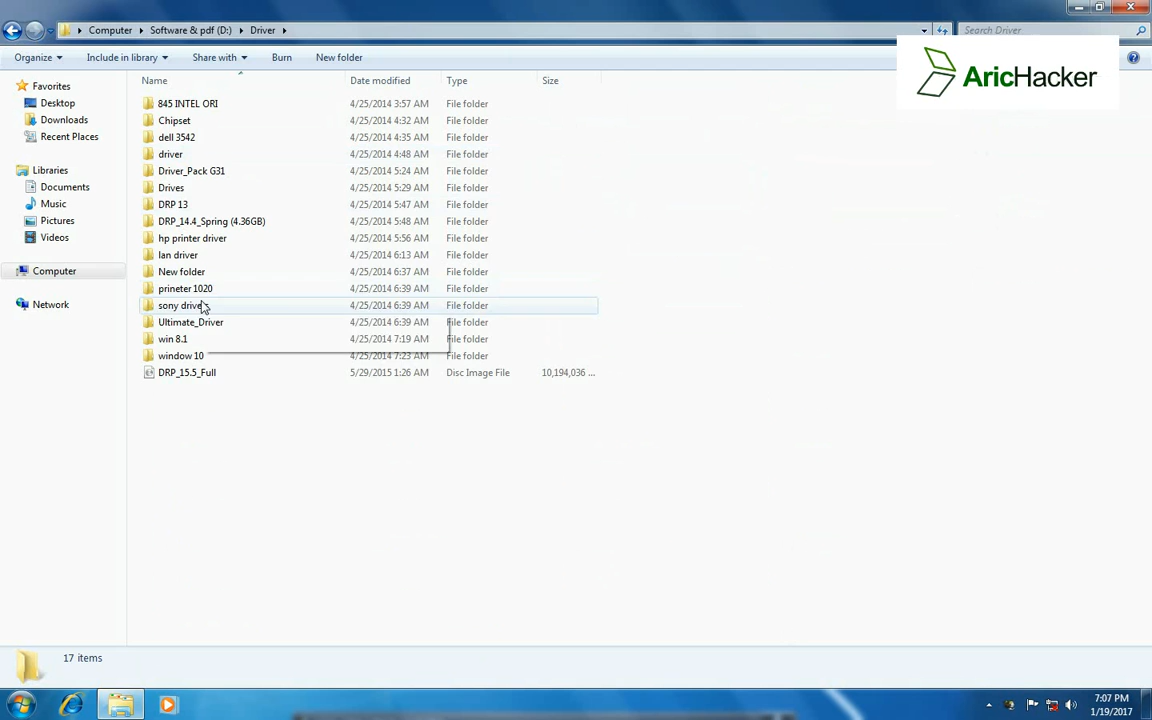 Computer Software & pdf (D:) Driver Search Driver
Organize Include in library Share with Burn New folder
AricHacker
Name Date modified Type Size
Favorites
Desktop
Downloads
Recent Places
Libraries
Documents
Music
Pictures
Videos
Computer
Network
845 INTEL ORI 4/25/2014 3:57 AM File folder
Chipset 4/25/2014 4:32 AM File folder
dell 3542 4/25/2014 4:35 AM File folder
driver 4/25/2014 4:48 AM File folder
Driver_Pack G31 4/25/2014 5:24 AM File folder
Drives 4/25/2014 5:29 AM File folder
DRP 13 4/25/2014 5:47 AM File folder
DRP_14.4_Spring (4.36GB) 4/25/2014 5:48 AM File folder
hp printer driver 4/25/2014 5:56 AM File folder
lan driver 4/25/2014 6:13 AM File folder
New folder 4/25/2014 6:37 AM File folder
prineter 1020 4/25/2014 6:39 AM File folder
sony driver 4/25/2014 6:39 AM File folder
Ultimate_Driver 4/25/2014 6:39 AM File folder
win 8.1 4/25/2014 7:19 AM File folder
window 10 4/25/2014 7:23 AM File folder
DRP_15.5_Full 5/29/2015 1:26 AM Disc Image File 10,194,036 ...
17 items
7:07 PM
1/19/2017